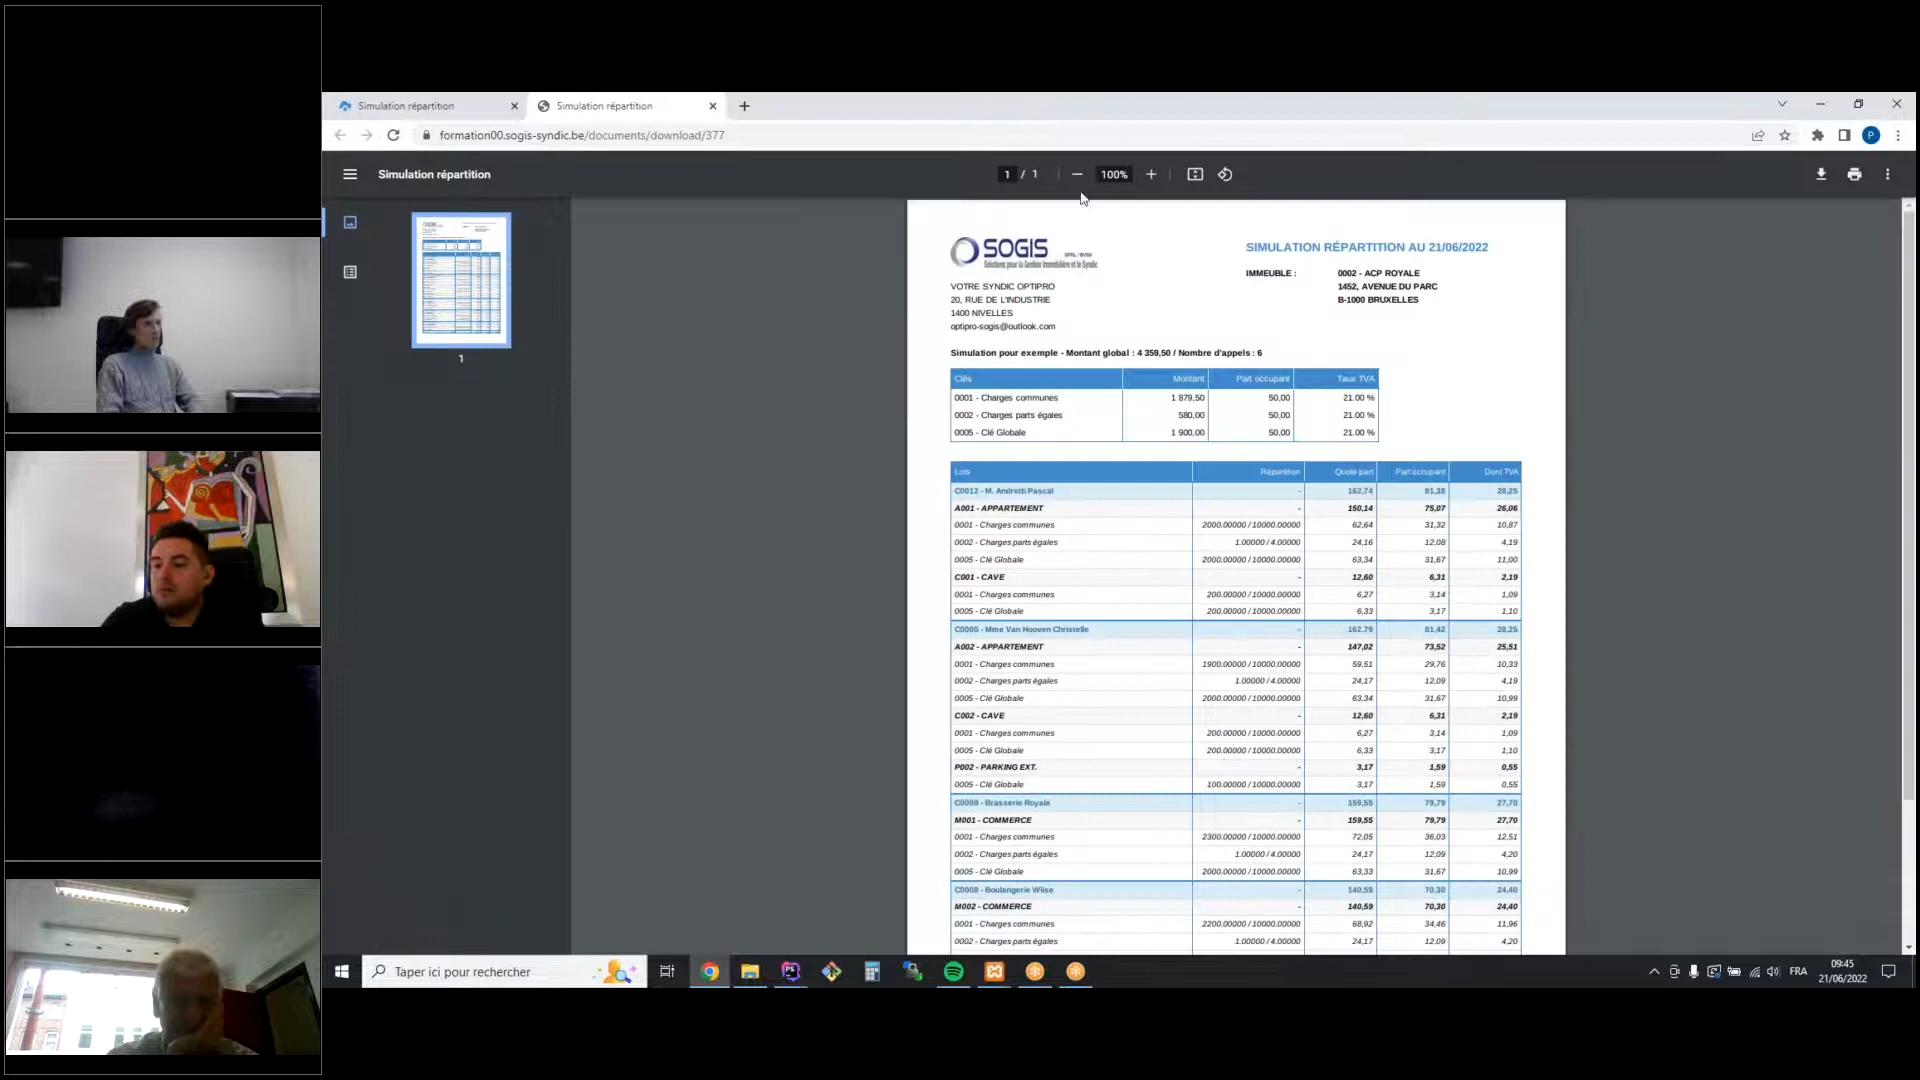 Simulation répartition
Simulation répartition
formation00.sogis-syndic.be/documents/download/377
P
Simulation répartition
1 / 1
100%
1
SOGIS
SPRL / BVBA
Solutions pour la Gestion Immobilière et le Syndic
SIMULATION RÉPARTITION AU 21/06/2022
IMMEUBLE : 0002 - ACP ROYALE
1452, AVENUE DU PARC
B-1000 BRUXELLES
VOTRE SYNDIC OPTIPRO
20, RUE DE L'INDUSTRIE
1400 NIVELLES
optipro-sogis@outlook.com
Simulation pour exemple - Montant global : 4 359,50 / Nombre d'appels : 6
Clés Montant Part occupant Taux TVA
0001 - Charges communes 1 879,50 50,00 21.00 %
0002 - Charges parts égales 580,00 50,00 21.00 %
0005 - Clé Globale 1 900,00 50,00 21.00 %
Lots Répartition Quote part Part occupant Dont TVA
C0012 - M. Andretti Pascal - 162,74 81,38 28,25
A001 - APPARTEMENT - 150,14 75,07 26,06
0001 - Charges communes 2000.00000 / 10000.00000 62,64 31,32 10,87
0002 - Charges parts égales 1.00000 / 4.00000 24,16 12,08 4,19
0005 - Clé Globale 2000.00000 / 10000.00000 63,34 31,67 11,00
C001 - CAVE - 12,60 6,31 2,19
0001 - Charges communes 200.00000 / 10000.00000 6,27 3,14 1,09
0005 - Clé Globale 200.00000 / 10000.00000 6,33 3,17 1,10
C0006 - Mme Van Hooven Christelle - 162,79 81,42 28,25
A002 - APPARTEMENT - 147,02 73,52 25,51
0001 - Charges communes 1900.00000 / 10000.00000 59,51 29,76 10,33
0002 - Charges parts égales 1.00000 / 4.00000 24,17 12,09 4,19
0005 - Clé Globale 2000.00000 / 10000.00000 63,34 31,67 10,99
C002 - CAVE - 12,60 6,31 2,19
0001 - Charges communes 200.00000 / 10000.00000 6,27 3,14 1,09
0005 - Clé Globale 200.00000 / 10000.00000 6,33 3,17 1,10
P002 - PARKING EXT. - 3,17 1,59 0,55
0005 - Clé Globale 100.00000 / 10000.00000 3,17 1,59 0,55
C0009 - Brasserie Royale - 159,55 79,79 27,70
M001 - COMMERCE - 159,55 79,79 27,70
0001 - Charges communes 2300.00000 / 10000.00000 72,05 36,03 12,51
0002 - Charges parts égales 1.00000 / 4.00000 24,17 12,09 4,20
0005 - Clé Globale 2000.00000 / 10000.00000 63,33 31,67 10,99
C0008 - Boulangerie Wiise - 140,59 70,30 24,40
M002 - COMMERCE - 140,59 70,30 24,40
0001 - Charges communes 2200.00000 / 10000.00000 68,92 34,46 11,96
0002 - Charges parts égales 1.00000 / 4.00000 24,17 12,09 4,20
Taper ici pour rechercher
PS
FRA
09:45
21/06/2022